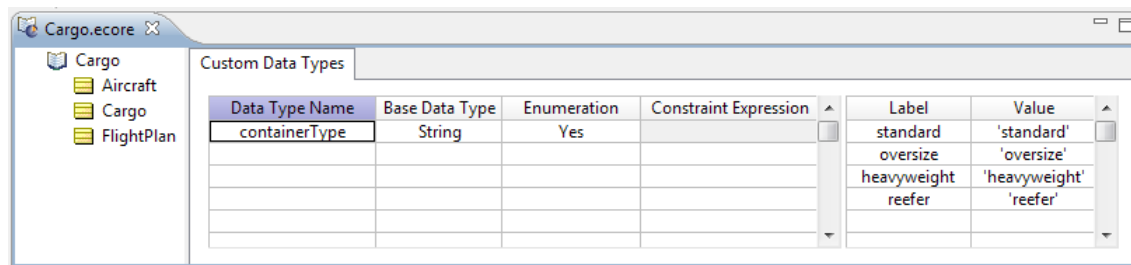 Cargo.ecore
Cargo
Aircraft
Cargo
FlightPlan
Custom Data Types
Data Type Name Base Data Type Enumeration Constraint Expression Label Value
containerType String Yes standard 'standard'
oversize 'oversize'
heavyweight 'heavyweight'
reefer 'reefer'